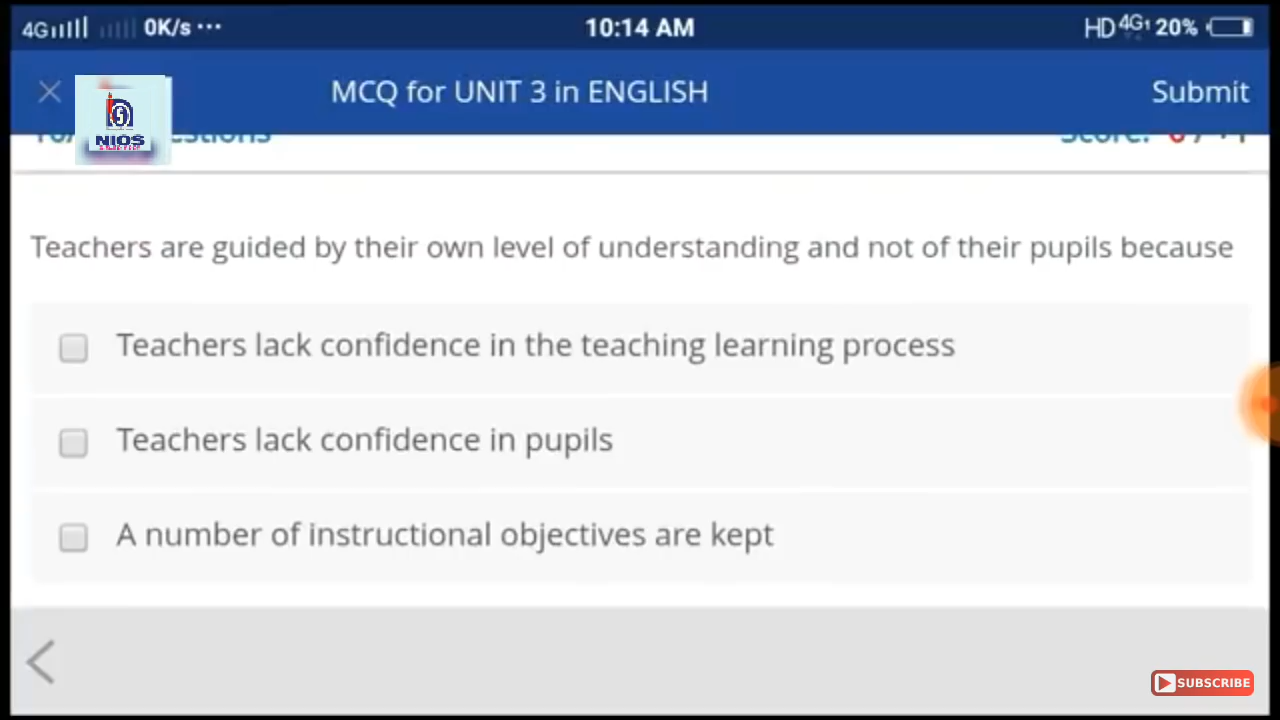 4G 0K/s ··· 10:14 AM HD 4G 20%
MCQ for UNIT 3 in ENGLISH Submit
NIOS
Teachers are guided by their own level of understanding and not of their pupils because
Teachers lack confidence in the teaching learning process
Teachers lack confidence in pupils
A number of instructional objectives are kept
SUBSCRIBE